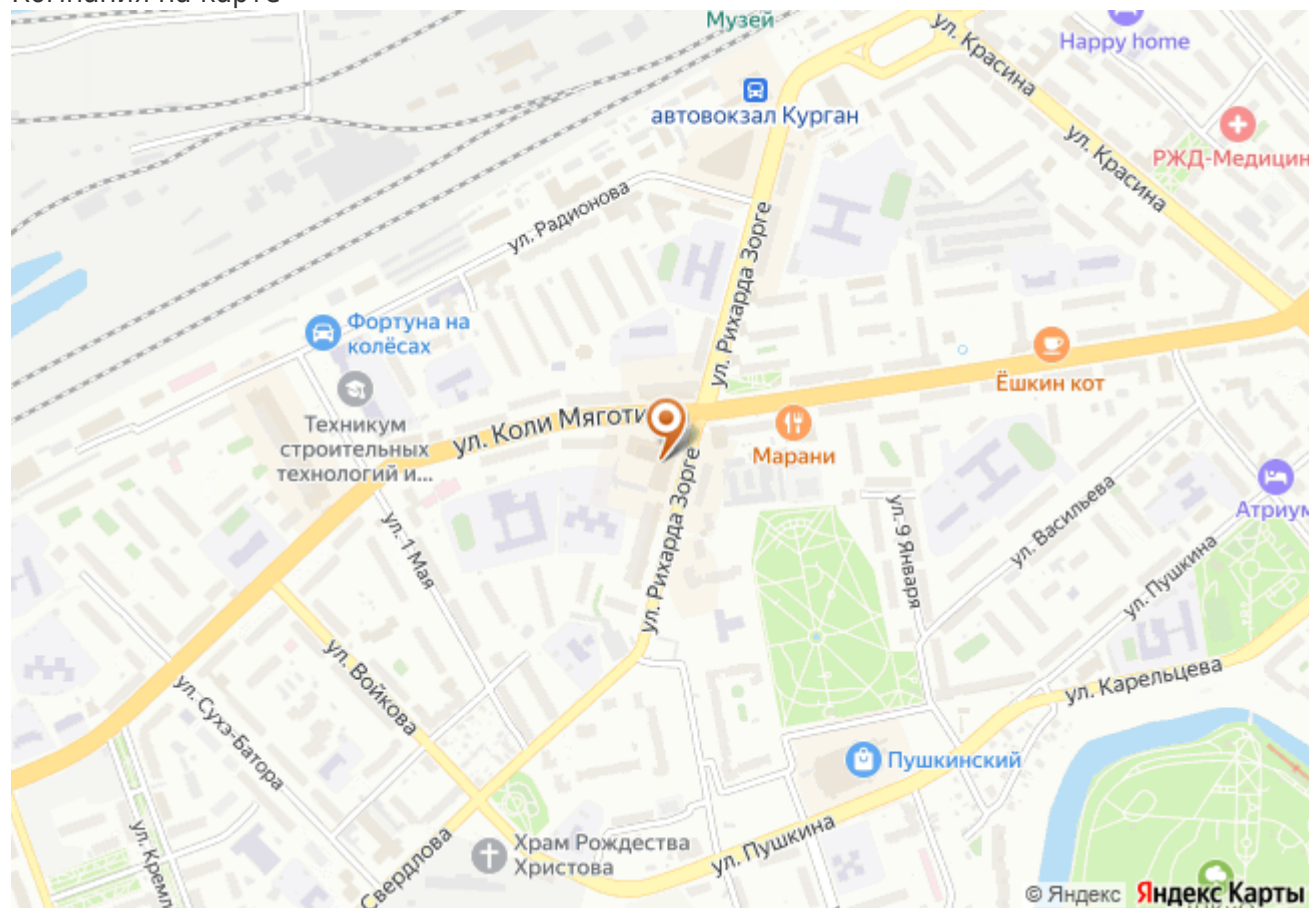 Компания на карте
Музей
ул. Красина
Happy home
автовокзал Курган
ул. Красина
РЖД-Медицин
ул. Радионова
ул. Рихарда Зорге
Фортуна на
колёсах
Ёшкин кот
Техникум
строительных
технологий и...
ул. Коли Мяготи
Марани
ул. Рихарда Зорге
Атриум
ул. 1 Мая
ул. 9 Января
ул. Васильева
ул. Пушкина
ул. Войкова
ул. Карельцева
ул. Сухэ-Батора
Пушкинский
ул. Кремл
Свердлова
Храм Рождества
Христова
ул. Пушкина
© Яндекс Яндекс Карты